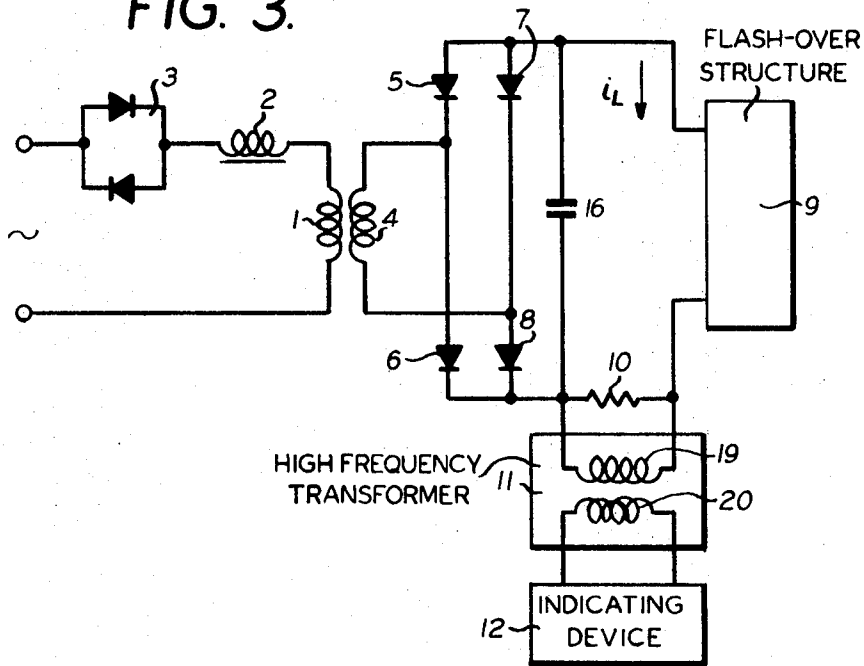 FIG. 3.
3
2
1
4
~
5
7
6
8
16
i_L
FLASH-OVER
STRUCTURE
9
10
HIGH FREQUENCY
TRANSFORMER
11
19
20
INDICATING
DEVICE
12